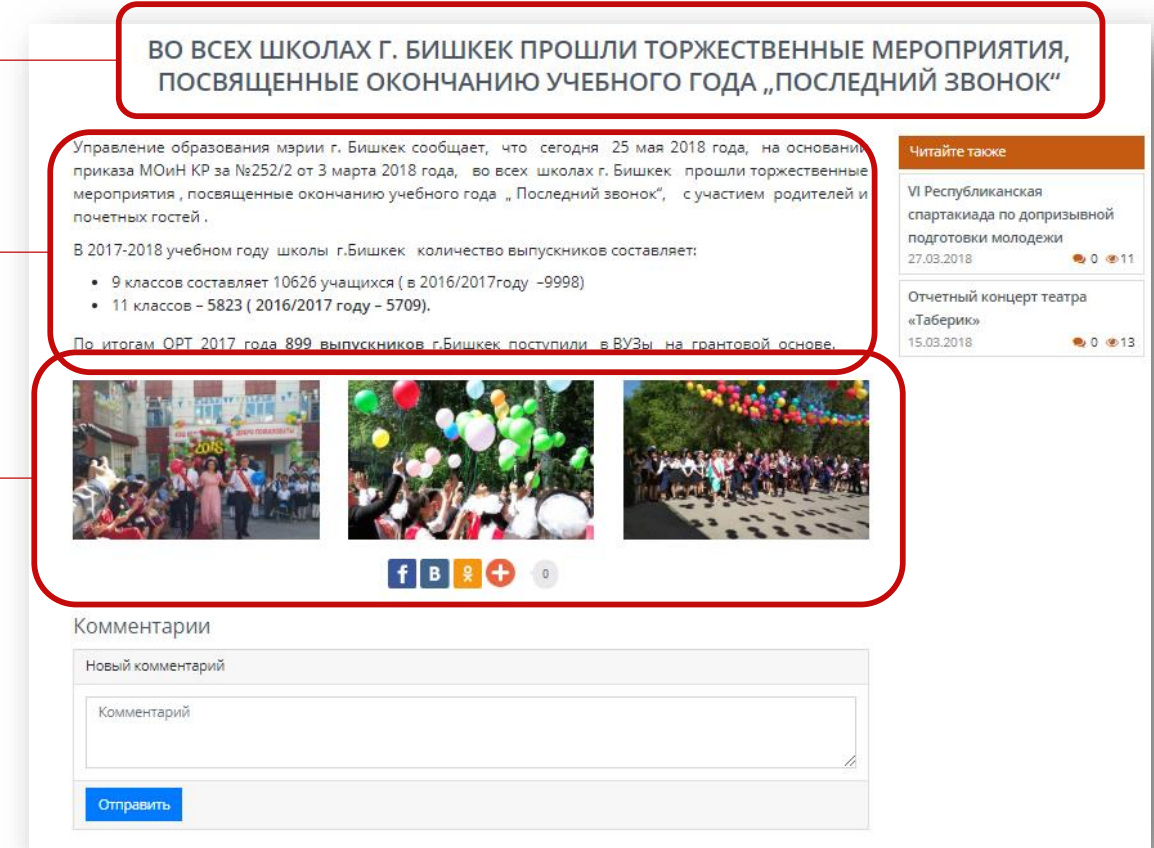 ВО ВСЕХ ШКОЛАХ Г. БИШКЕК ПРОШЛИ ТОРЖЕСТВЕННЫЕ МЕРОПРИЯТИЯ,
ПОСВЯЩЕННЫЕ ОКОНЧАНИЮ УЧЕБНОГО ГОДА „ПОСЛЕДНИЙ ЗВОНОК“
Управление образования мэрии г. Бишкек сообщает, что сегодня 25 мая 2018 года, на основании
приказа МОиН КР за №252/2 от 3 марта 2018 года, во всех школах г. Бишкек прошли торжественные
мероприятия , посвященные окончанию учебного года „ Последний звонок“, с участием родителей и
почетных гостей .
В 2017-2018 учебном году школы г.Бишкек количество выпускников составляет:
• 9 классов составляет 10626 учащихся ( в 2016/2017году –9998)
• 11 классов – 5823 ( 2016/2017 году – 5709).
По итогам ОРТ 2017 года 899 выпускников г.Бишкек поступили в ВУЗы на грантовой основе.
ДОБРО ПОЖАЛОВАТЬ!
2018
f B 0
Комментарии
Новый комментарий
Комментарий
Отправить
Читайте также
VI Республиканская
спартакиада по допризывной
подготовки молодежи
27.03.2018 0 11
Отчетный концерт театра
«Таберик»
15.03.2018 0 13